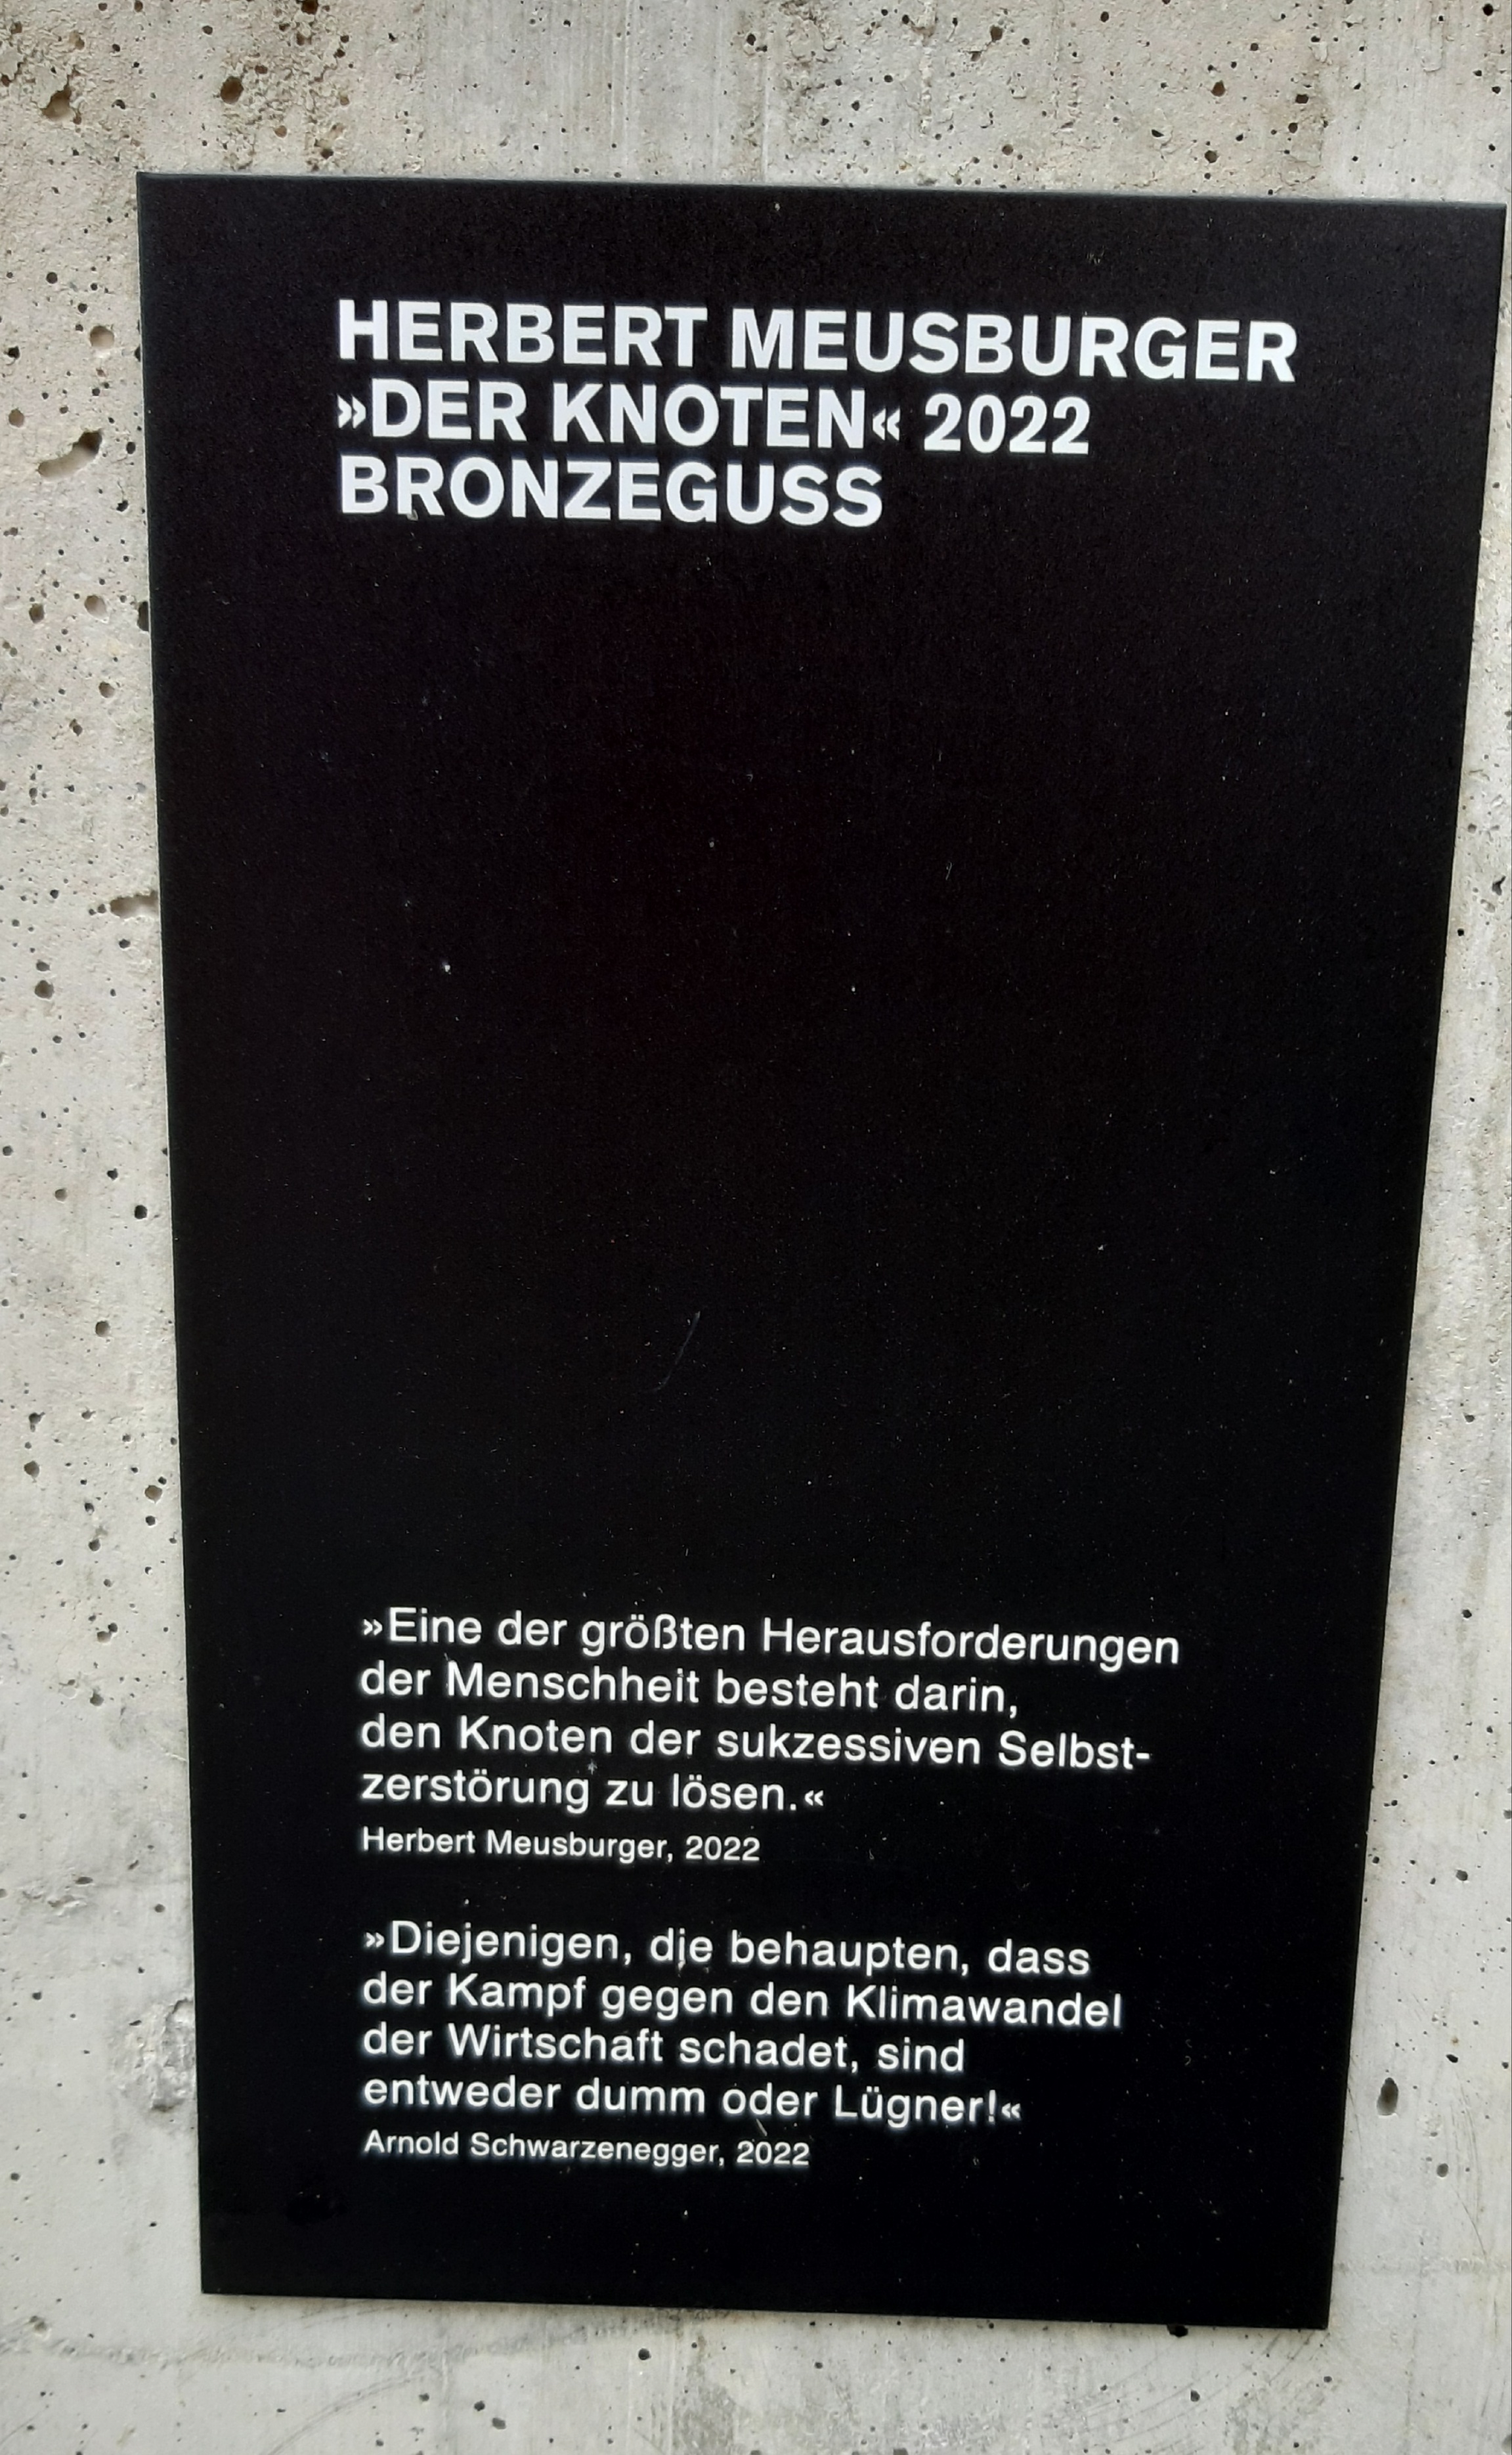 HERBERT MEUSBURGER
»DER KNOTEN« 2022
BRONZEGUSS
»Eine der größten Herausforderungen
der Menschheit besteht darin,
den Knoten der sukzessiven Selbst-
zerstörung zu lösen.«
Herbert Meusburger, 2022
»Diejenigen, die behaupten, dass
der Kampf gegen den Klimawandel
der Wirtschaft schadet, sind
entweder dumm oder Lügner!«
Arnold Schwarzenegger, 2022